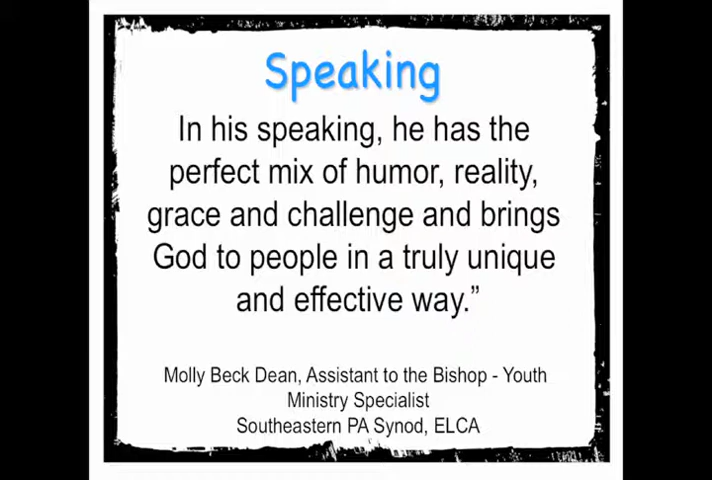 Speaking
In his speaking, he has the
perfect mix of humor, reality,
grace and challenge and brings
God to people in a truly unique
and effective way.”
Molly Beck Dean, Assistant to the Bishop - Youth
Ministry Specialist
Southeastern PA Synod, ELCA